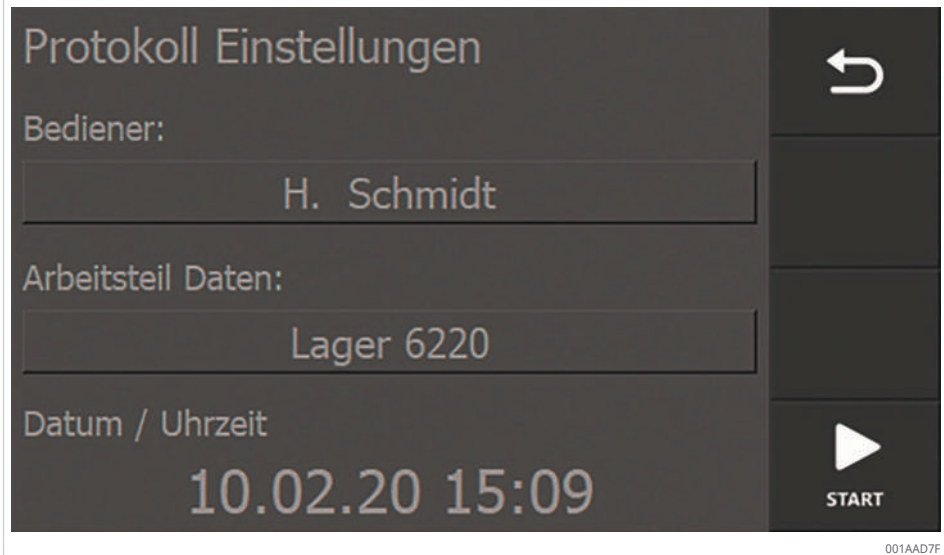 Protokoll Einstellungen
Bediener:
H. Schmidt
Arbeitsteil Daten:
Lager 6220
Datum / Uhrzeit
10.02.20 15:09
START
001AAD7F